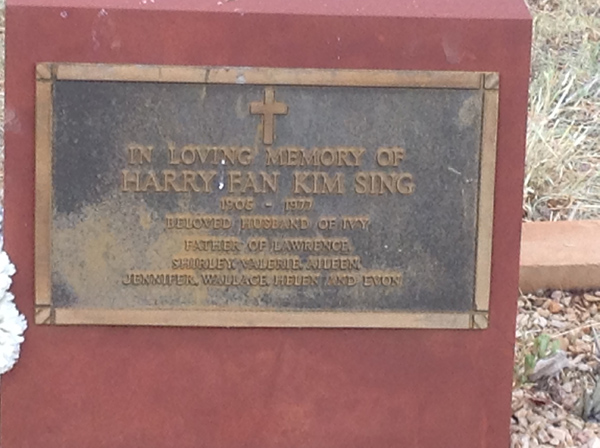 IN LOVING MEMORY OF
HARRY FAN KIM SING
1906 - 1977
BELOVED HUSBAND OF IVY
FATHER OF LAWRENCE,
SHIRLEY, VALERIE, AILEEN,
JENNIFER, WALLACE, HELEN AND EVON